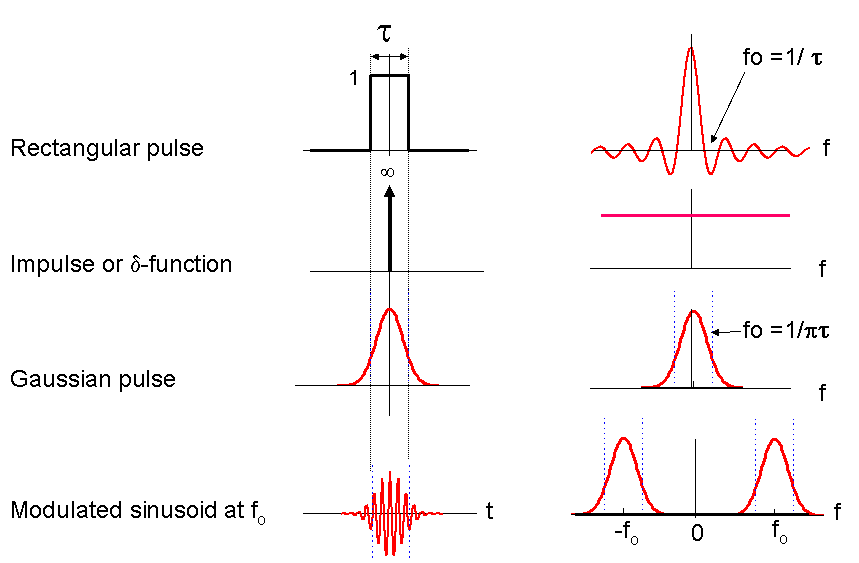 τ
fo =1/ τ
1
Rectangular pulse
f
∞
Impulse or δ-function
f
fo =1/πτ
Gaussian pulse
f
Modulated sinusoid at fo
t
f
-fo
0
fo